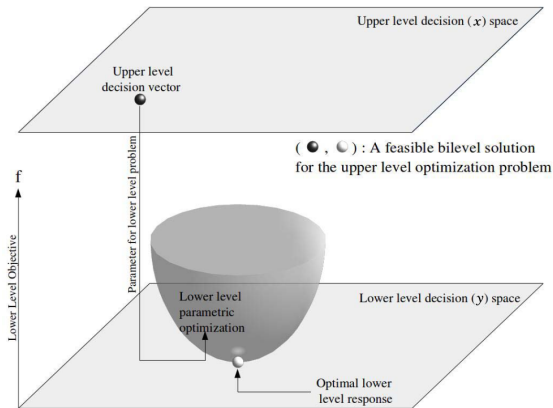 Upper level decision (x) space
Upper level
decision vector
( , ) : A feasible bilevel solution
for the upper level optimization problem
f
Lower Level Objective
Parameter for lower level problem
Lower level
parametric
optimization
Lower level decision (y) space
Optimal lower
level response